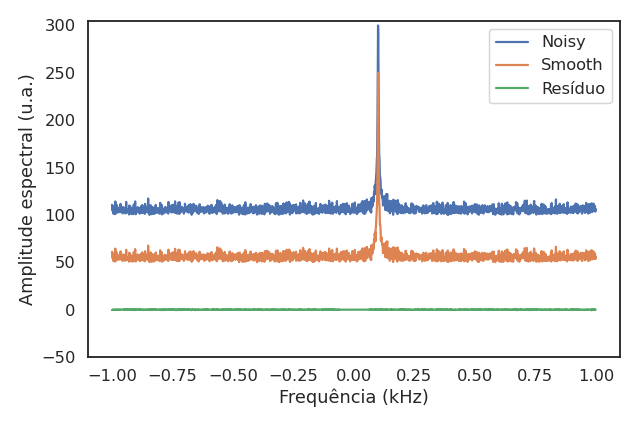 Noisy
Smooth
Resíduo
300
250
200
150
100
50
0
−50
Amplitude espectral (u.a.)
−1.00 −0.75 −0.50 −0.25 0.00 0.25 0.50 0.75 1.00
Frequência (kHz)